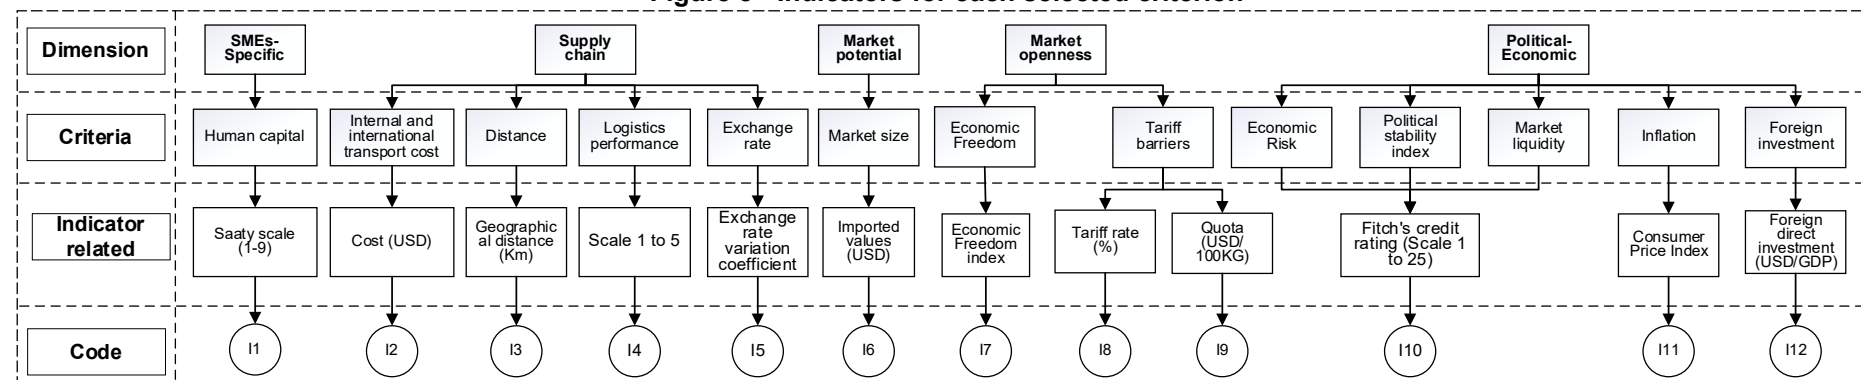 Figure 3 - Indicators for each selected criterion
Dimension
SMEs-
Specific
Supply
chain
Market
potential
Market
openness
Political-
Economic
Criteria
Human capital
Internal and
international
transport cost
Distance
Logistics
performance
Exchange
rate
Market size
Economic
Freedom
Tariff
barriers
Economic
Risk
Political
stability
index
Market
liquidity
Inflation
Foreign
investment
Indicator
related
Saaty scale
(1-9)
Cost (USD)
Geographic
al distance
(Km)
Scale 1 to 5
Exchange
rate
variation
coefficient
Imported
values
(USD)
Economic
Freedom
index
Tariff rate
(%)
Quota
(USD/
100KG)
Fitch's credit
rating (Scale 1
to 25)
Consumer
Price Index
Foreign
direct
investment
(USD/GDP)
Code
I1
I2
I3
I4
I5
I6
I7
I8
I9
I10
I11
I12